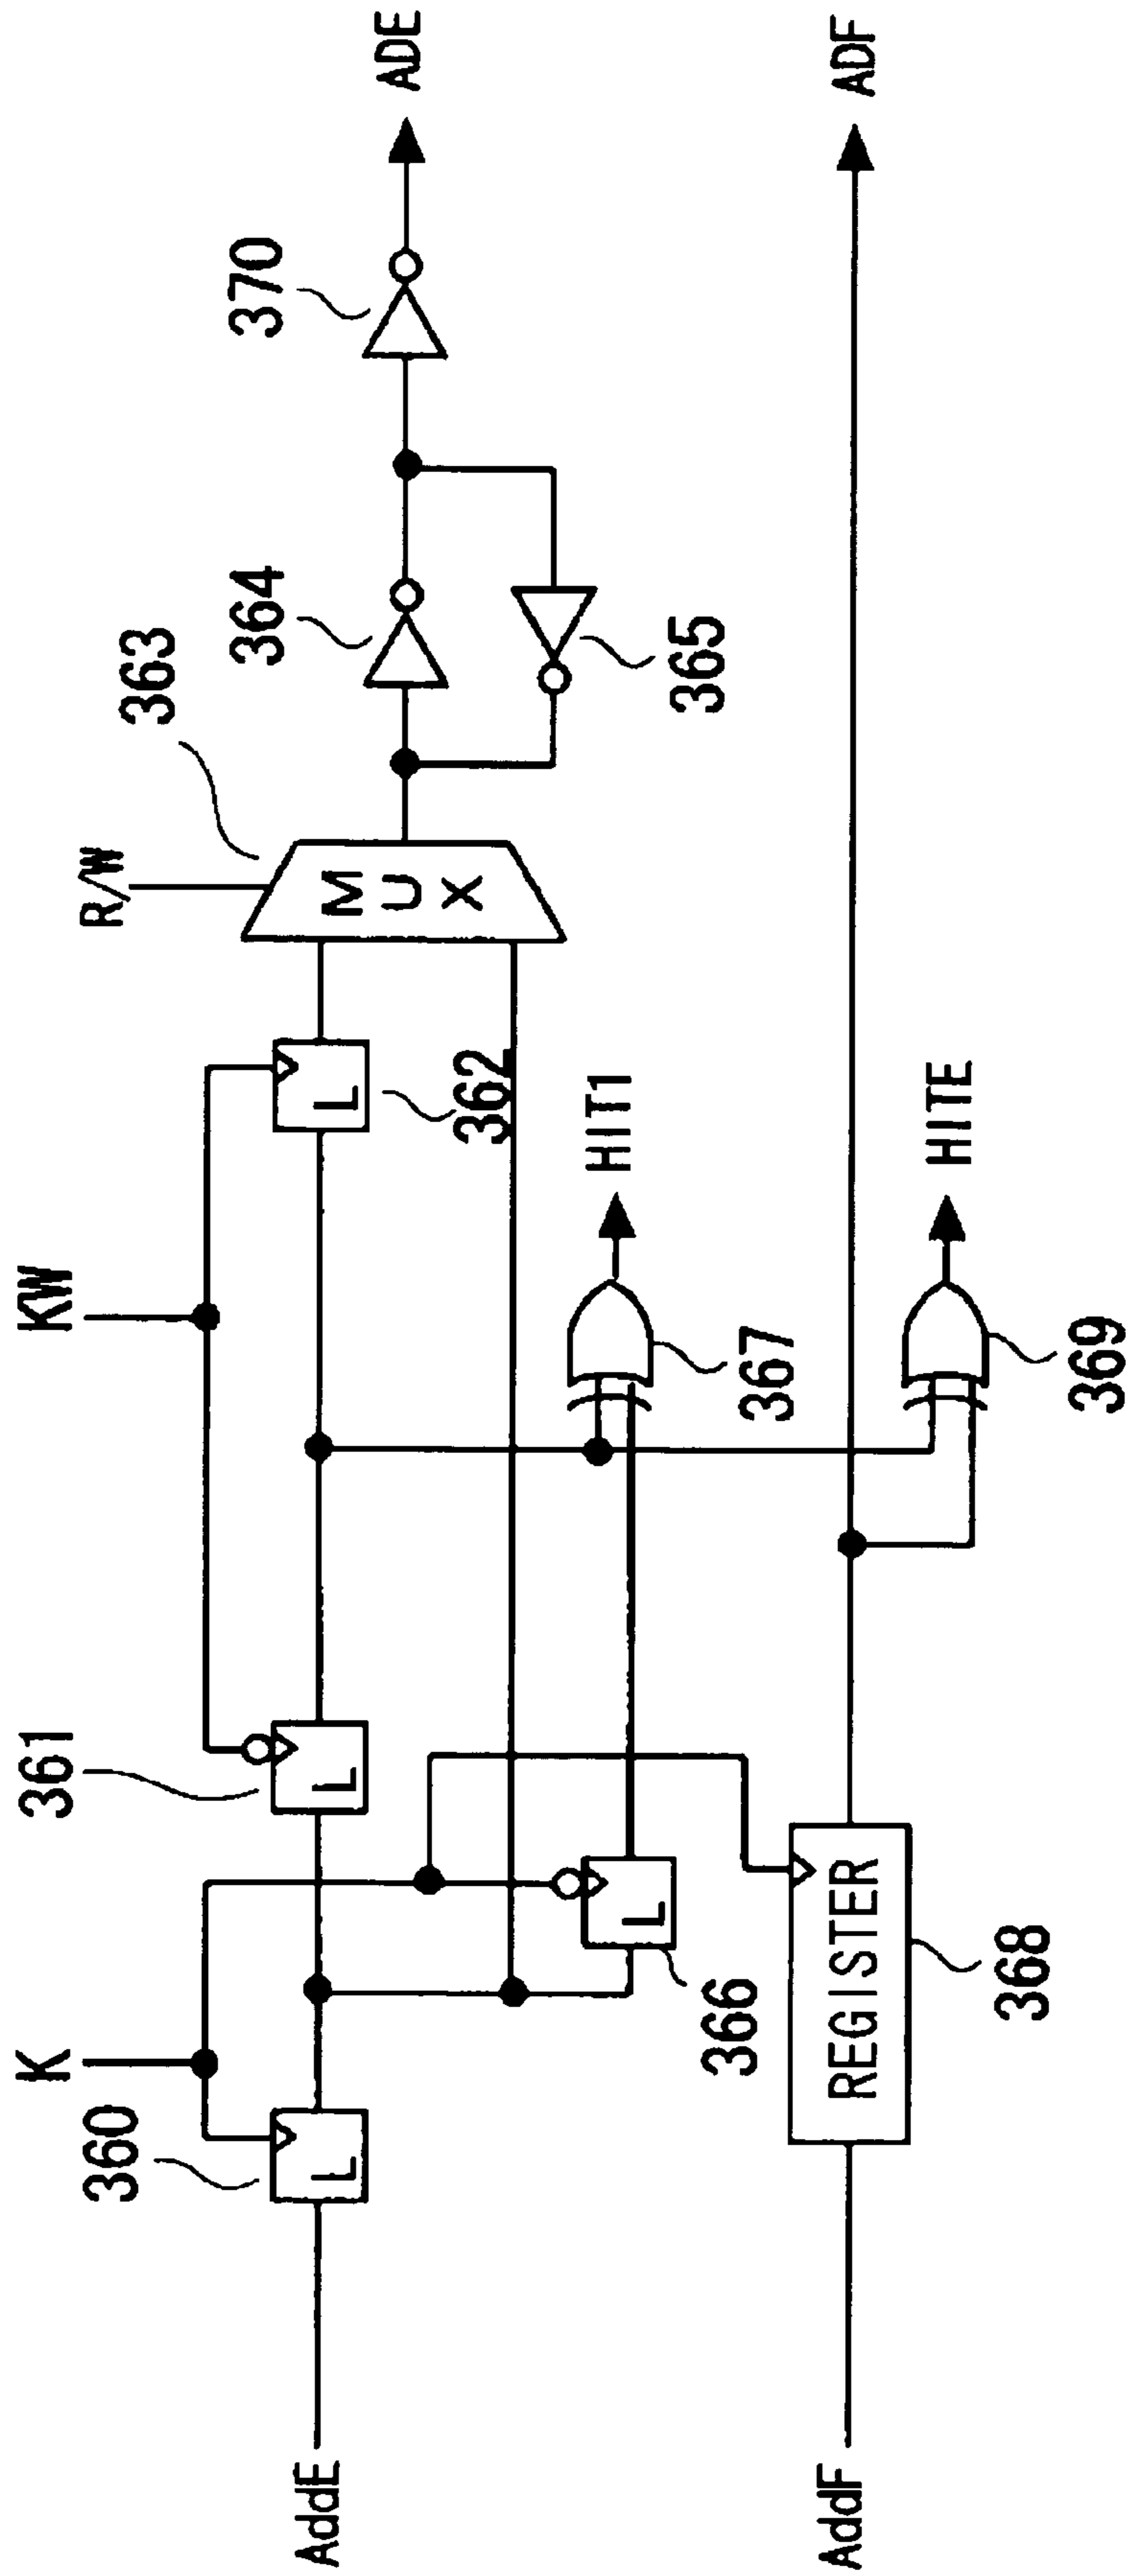 KW
K
R/W
360
361
362
363
364
370
AddE
L
L
L
MUX
ADE
365
L
366
367
HIT1
AddF
REGISTER
368
ADF
369
HITE